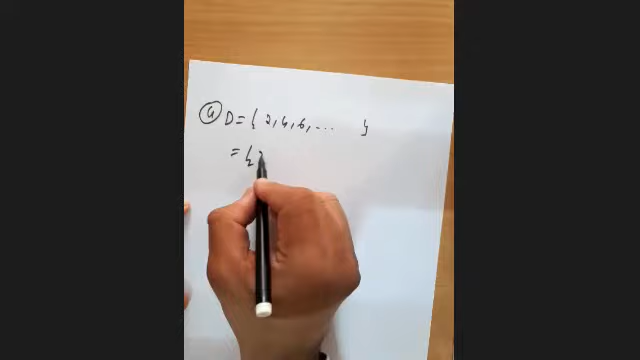 ④ D = { 2, 4, 6, ... }
= {